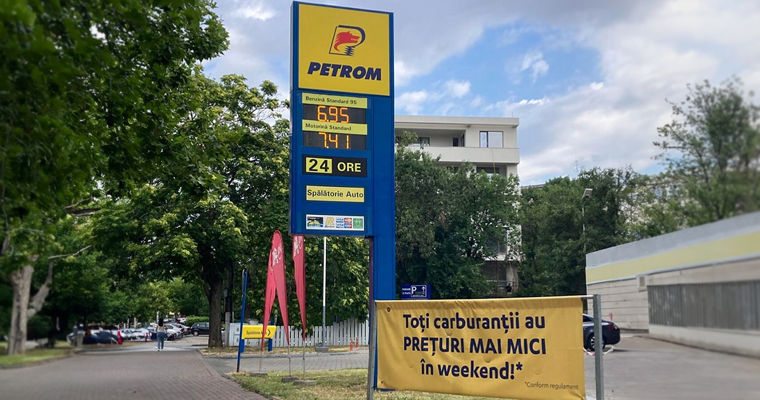 PETROM
Benzină Standard 95
6.95
Motorină Standard
7.41
24 ORE
Spălătorie Auto
P
Toți carburanții au
PREȚURI MAI MICI
în weekend!*
*Conform regulament